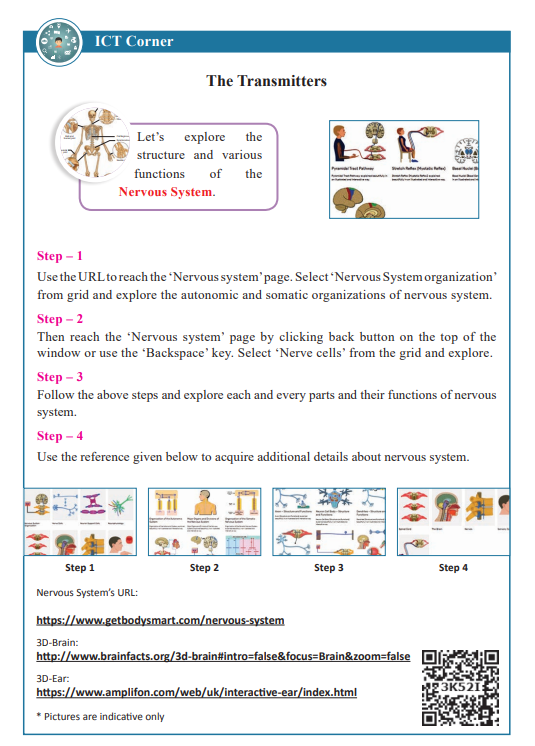 ICT Corner
The Transmitters
Let's explore the
structure and various
functions of the
Nervous System.
Pyramidal Tract Pathway
Stretch Reflex (Myotatic Reflex)
Basal Nuclei
Step – 1
Use the URL to reach the 'Nervous system' page. Select 'Nervous System organization'
from grid and explore the autonomic and somatic organizations of nervous system.
Step – 2
Then reach the 'Nervous system' page by clicking back button on the top of the
window or use the 'Backspace' key. Select 'Nerve cells' from the grid and explore.
Step – 3
Follow the above steps and explore each and every parts and their functions of nervous
system.
Step – 4
Use the reference given below to acquire additional details about nervous system.
Step 1
Step 2
Step 3
Step 4
Nervous System's URL:
https://www.getbodysmart.com/nervous-system
3D-Brain:
http://www.brainfacts.org/3d-brain#intro=false&focus=Brain&zoom=false
3D-Ear:
https://www.amplifon.com/web/uk/interactive-ear/index.html
3K52I
* Pictures are indicative only